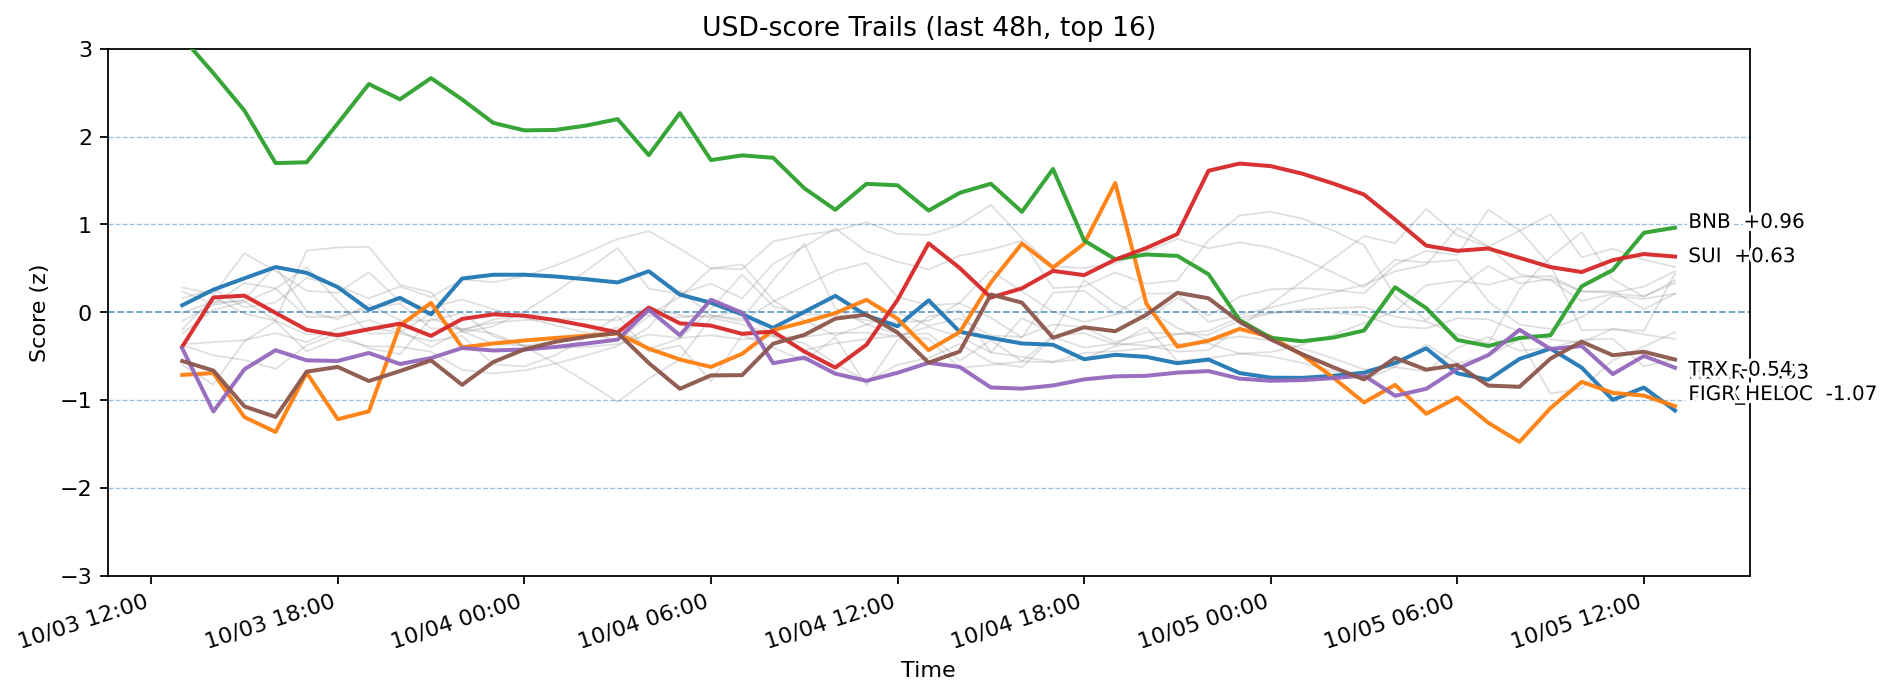 USD-score Trails (last 48h, top 16)
Score (z)
3
2
1
0
−1
−2
−3
BNB +0.96
SUI +0.63
TRX -0.54
FIGR_HELOC -1.07
10/03 12:00
10/03 18:00
10/04 00:00
10/04 06:00
10/04 12:00
10/04 18:00
10/05 00:00
10/05 06:00
10/05 12:00
Time